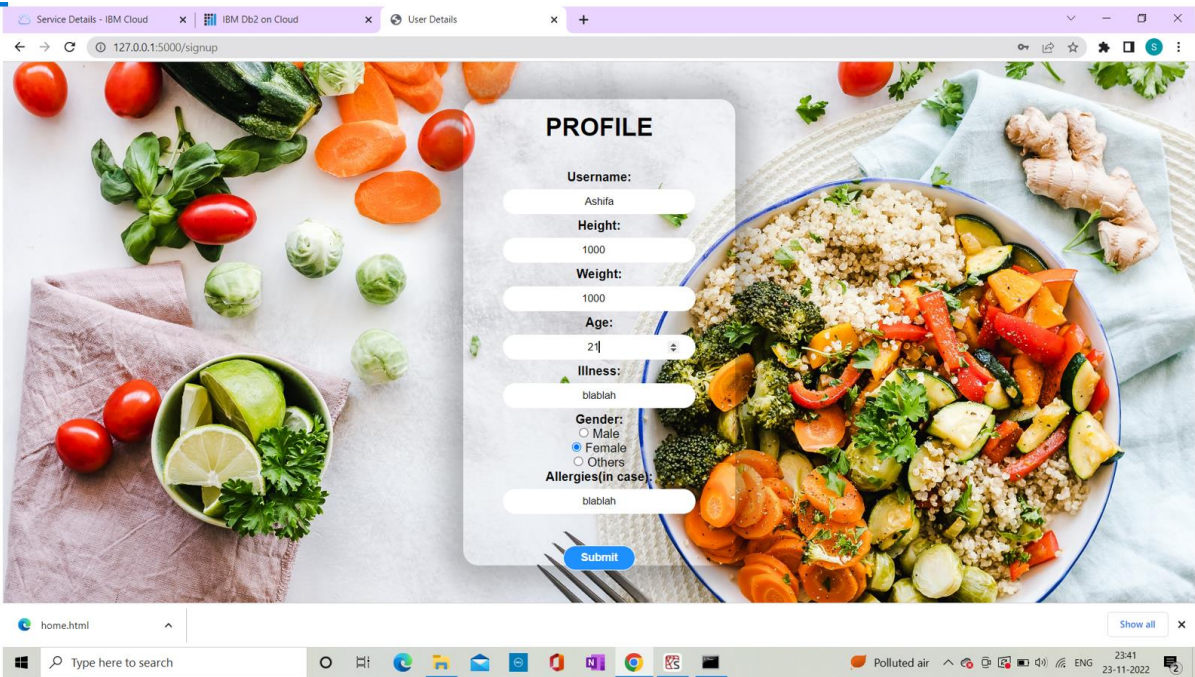 Service Details - IBM Cloud
IBM Db2 on Cloud
User Details
127.0.0.1:5000/signup
S
PROFILE
Username:
Ashifa
Height:
1000
Weight:
1000
Age:
21
Illness:
blablah
Gender:
Male
Female
Others
Allergies(in case):
blablah
Submit
home.html
Show all
Type here to search
Polluted air
ENG
23:41
23-11-2022
2